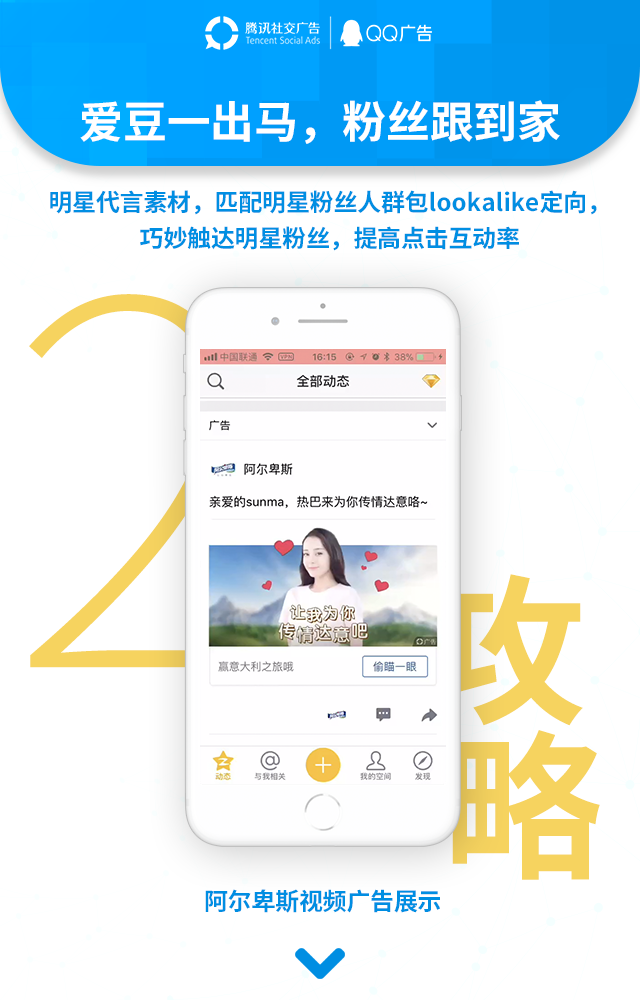 腾讯社交广告
Tencent Social Ads
QQ广告
爱豆一出马，粉丝跟到家
明星代言素材，匹配明星粉丝人群包lookalike定向，
巧妙触达明星粉丝，提高点击互动率
2
攻
略
中国联通 VPN 16:15 38%
全部动态
广告
阿尔卑斯
亲爱的sunma，热巴来为你传情达意咯~
让我为你
传情达意吧
广告
赢意大利之旅哦
偷瞄一眼
动态
与我相关
我的空间
发现
阿尔卑斯视频广告展示